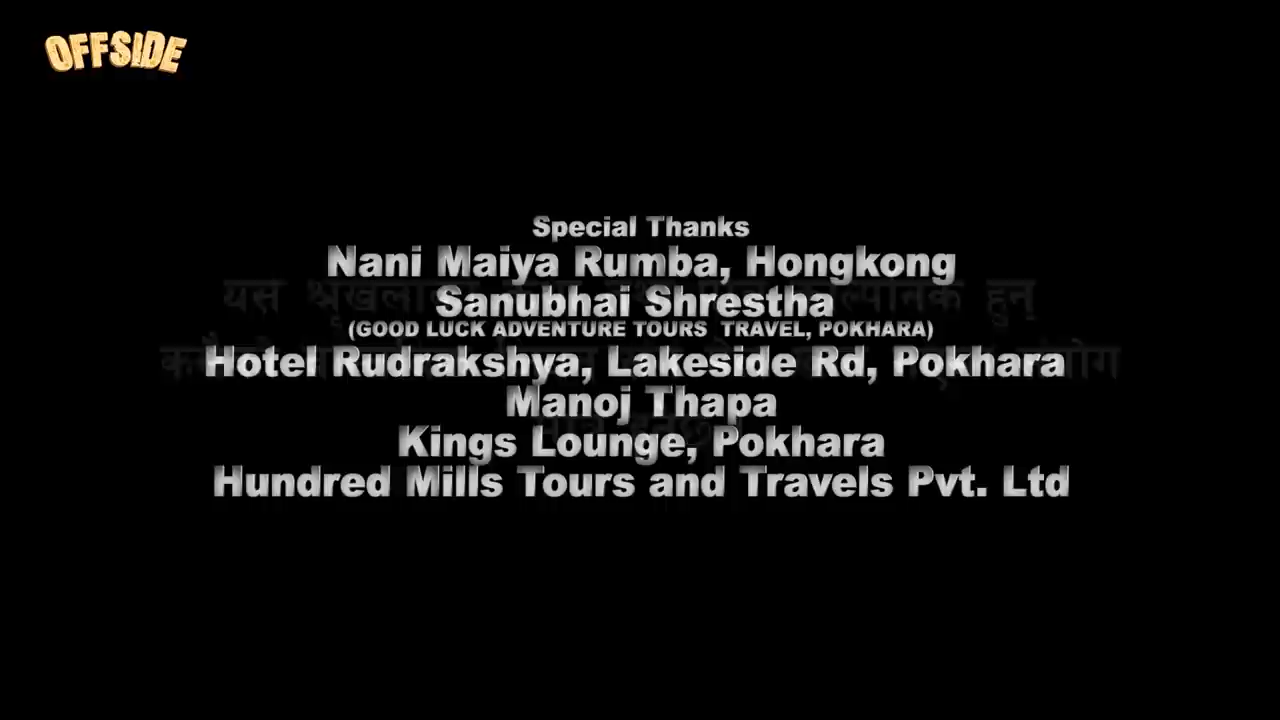 OFFSIDE
Special Thanks
Nani Maiya Rumba, Hongkong
यस
हुन्
Sanubhai Shrestha
(GOOD LUCK ADVENTURE TOURS TRAVEL, POKHARA)
Hotel Rudrakshya, Lakeside Rd, Pokhara
Manoj Thapa
Kings Lounge, Pokhara
Hundred Mills Tours and Travels Pvt. Ltd